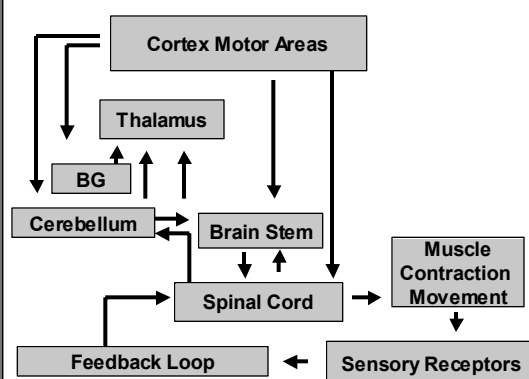 Cortex Motor Areas
Thalamus
BG
Cerebellum
Brain Stem
Muscle
Contraction
Movement
Spinal Cord
Feedback Loop
Sensory Receptors